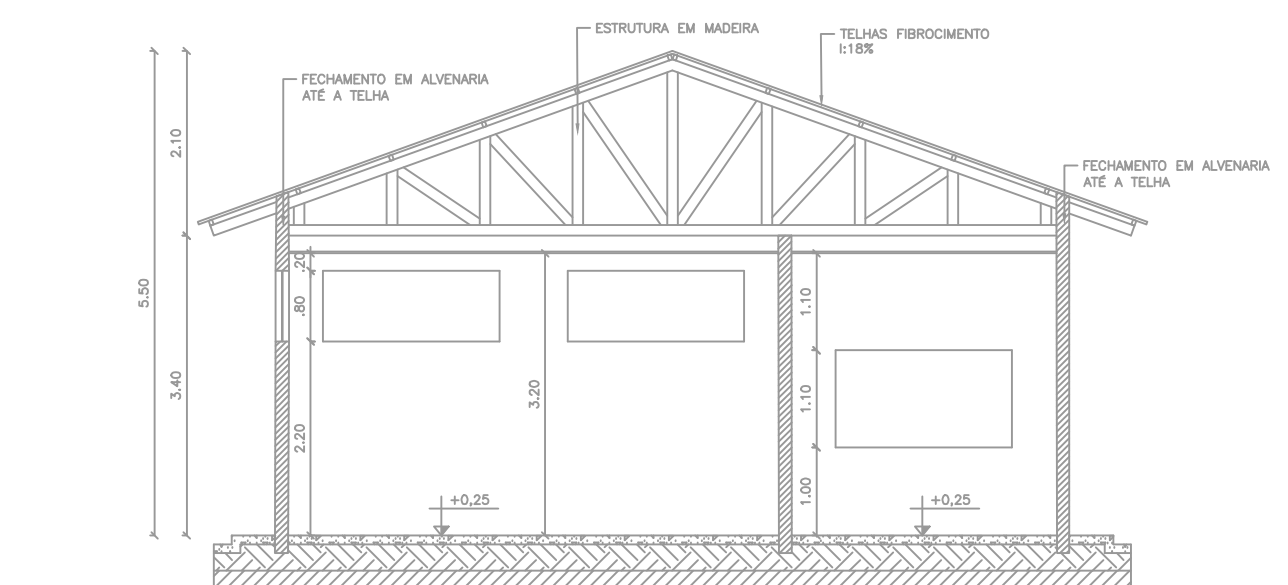 ESTRUTURA EM MADEIRA
TELHAS FIBROCIMENTO
I:18%
FECHAMENTO EM ALVENARIA
ATÉ A TELHA
2.10
FECHAMENTO EM ALVENARIA
ATÉ A TELHA
.20
5.50
.80
1.10
3.40
3.20
1.10
2.20
1.00
+0,25
+0,25